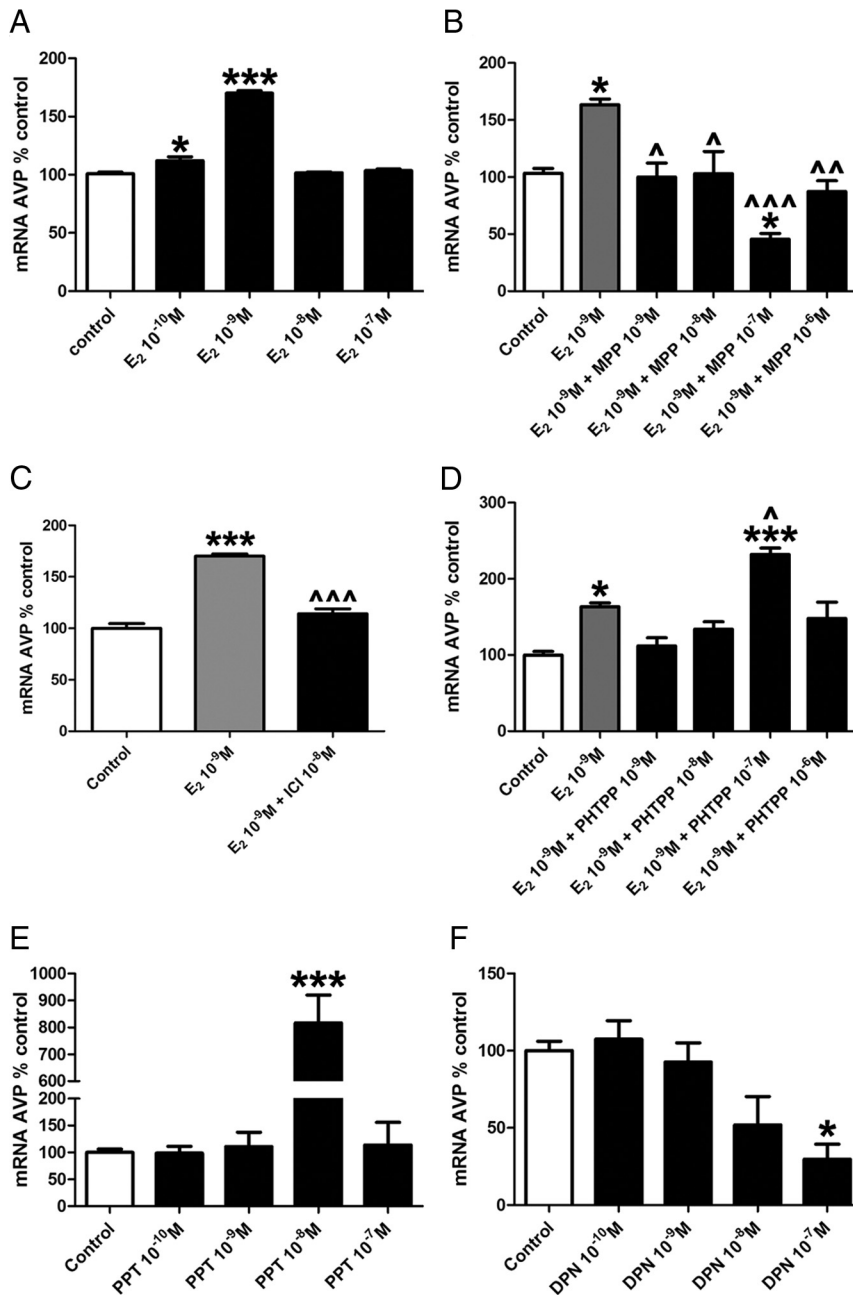 A
mRNA AVP % control
200
150
100
50
0
*
***
control
E₂ 10⁻¹⁰M
E₂ 10⁻⁹M
E₂ 10⁻⁸M
E₂ 10⁻⁷M
B
mRNA AVP % control
200
150
100
50
0
*
^
^
^^^
*
^^
Control
E₂ 10⁻⁹M
E₂ 10⁻⁹M + MPP 10⁻⁹M
E₂ 10⁻⁹M + MPP 10⁻⁸M
E₂ 10⁻⁹M + MPP 10⁻⁷M
E₂ 10⁻⁹M + MPP 10⁻⁶M
C
mRNA AVP % control
200
150
100
50
0
***
^^^
Control
E₂ 10⁻⁹M
E₂ 10⁻⁹M + ICI 10⁻⁸M
D
mRNA AVP % control
300
200
100
0
*
^
***
Control
E₂ 10⁻⁹M
E₂ 10⁻⁹M + PHTPP 10⁻⁹M
E₂ 10⁻⁹M + PHTPP 10⁻⁸M
E₂ 10⁻⁹M + PHTPP 10⁻⁷M
E₂ 10⁻⁹M + PHTPP 10⁻⁶M
E
mRNA AVP % control
1000
900
800
700
600
200
150
100
50
0
***
Control
PPT 10⁻¹⁰M
PPT 10⁻⁹M
PPT 10⁻⁸M
PPT 10⁻⁷M
F
mRNA AVP % control
150
100
50
0
*
Control
DPN 10⁻¹⁰M
DPN 10⁻⁹M
DPN 10⁻⁸M
DPN 10⁻⁷M